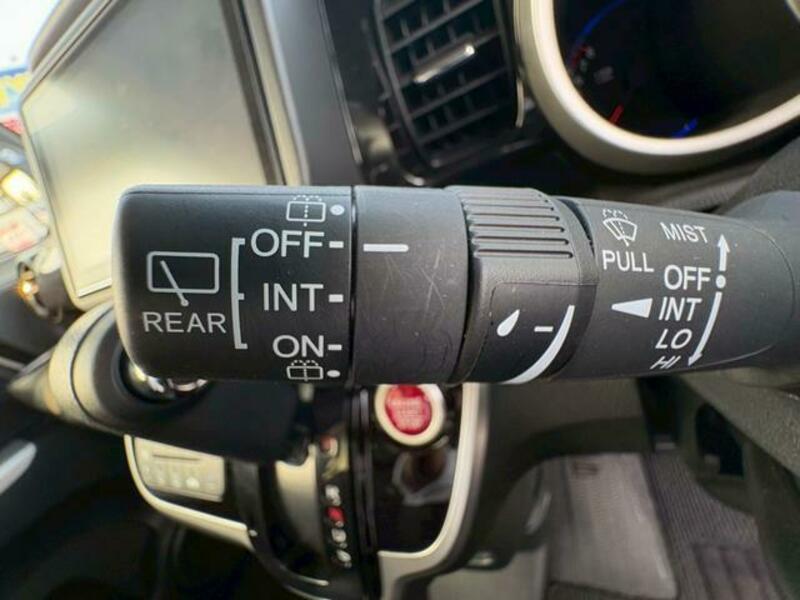 REAR
OFF
INT
ON
PULL
MIST
OFF
INT
LO
HI